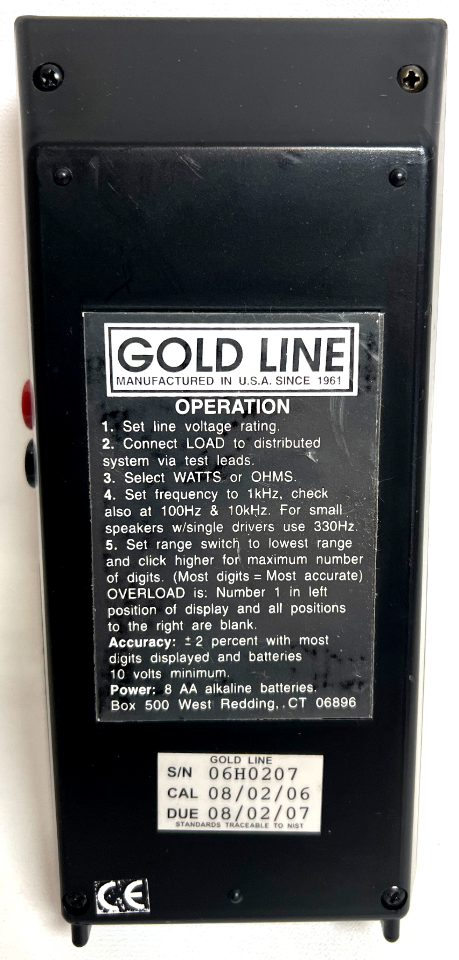 GOLD LINE
MANUFACTURED IN U.S.A. SINCE 1961
OPERATION
1. Set line voltage rating.
2. Connect LOAD to distributed
system via test leads.
3. Select WATTS or OHMS.
4. Set frequency to 1kHz, check
also at 100Hz & 10kHz. For small
speakers w/single drivers use 330Hz.
5. Set range switch to lowest range
and click higher for maximum number
of digits. (Most digits = Most accurate)
OVERLOAD is: Number 1 in left
position of display and all positions
to the right are blank.
Accuracy: ±2 percent with most
digits displayed and batteries
10 volts minimum.
Power: 8 AA alkaline batteries.
Box 500 West Redding, CT 06896
GOLD LINE
S/N 06H0207
CAL 08/02/06
DUE 08/02/07
STANDARDS TRACEABLE TO NIST
CE